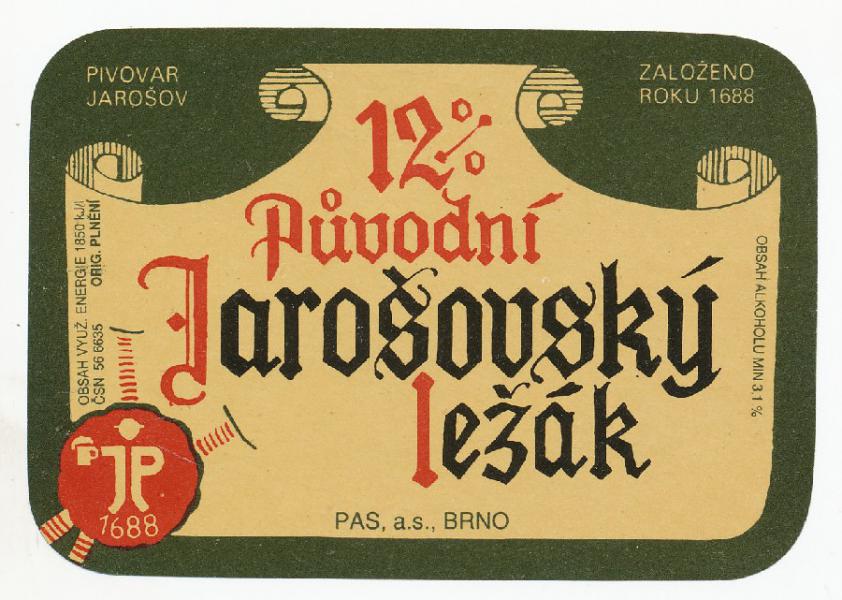 PIVOVAR
JAROŠOV
ZALOŽENO
ROKU 1688
12%
Původní
Jarošovský
ležák
OBSAH VYUŽ. ENERGIE 1850 kJ/l
ČSN 56 6635 ORIG. PLNĚNÍ
OBSAH ALKOHOLU MIN 3,1 %
JP
1688
PAS, a.s., BRNO